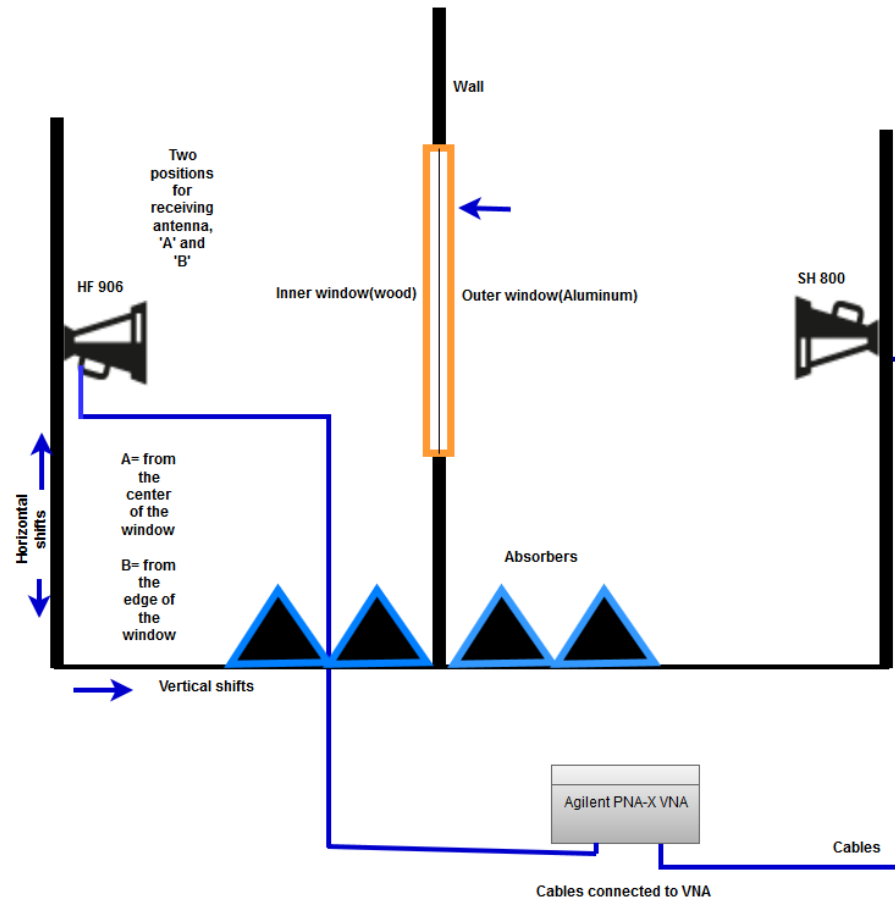 Wall
Two
positions
for
receiving
antenna,
'A' and
'B'
HF 906
SH 800
Inner window(wood)
Outer window(Aluminum)
A= from
the
center
of the
window
Horizontal
shifts
B= from
the
edge of
the
window
Absorbers
Vertical shifts
Agilent PNA-X VNA
Cables
Cables connected to VNA